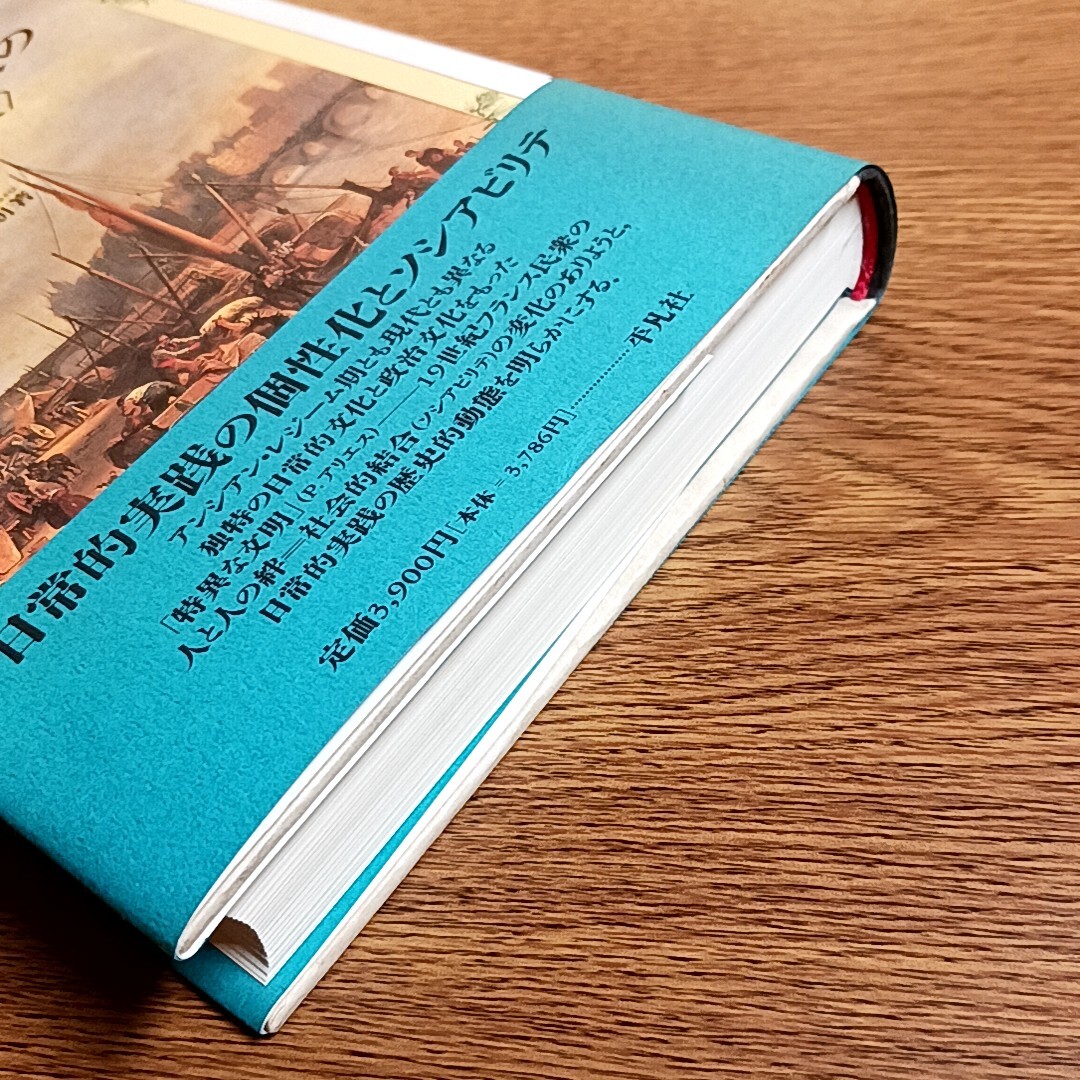 日常的実践の個性化とソシアビリテ
アンシアン・レジーム期とも現代とも異なる
独特の日常的文化と政治文化をもった
「特異な文明」(P・アリエス)――19世紀フランス民衆の
人と人の絆=社会的結合(ソシアビリテ)の変化のありようと、
日常的実践の歴史的動態を明らかにする。
定価3,900円[本体=3,786円]…………平凡社